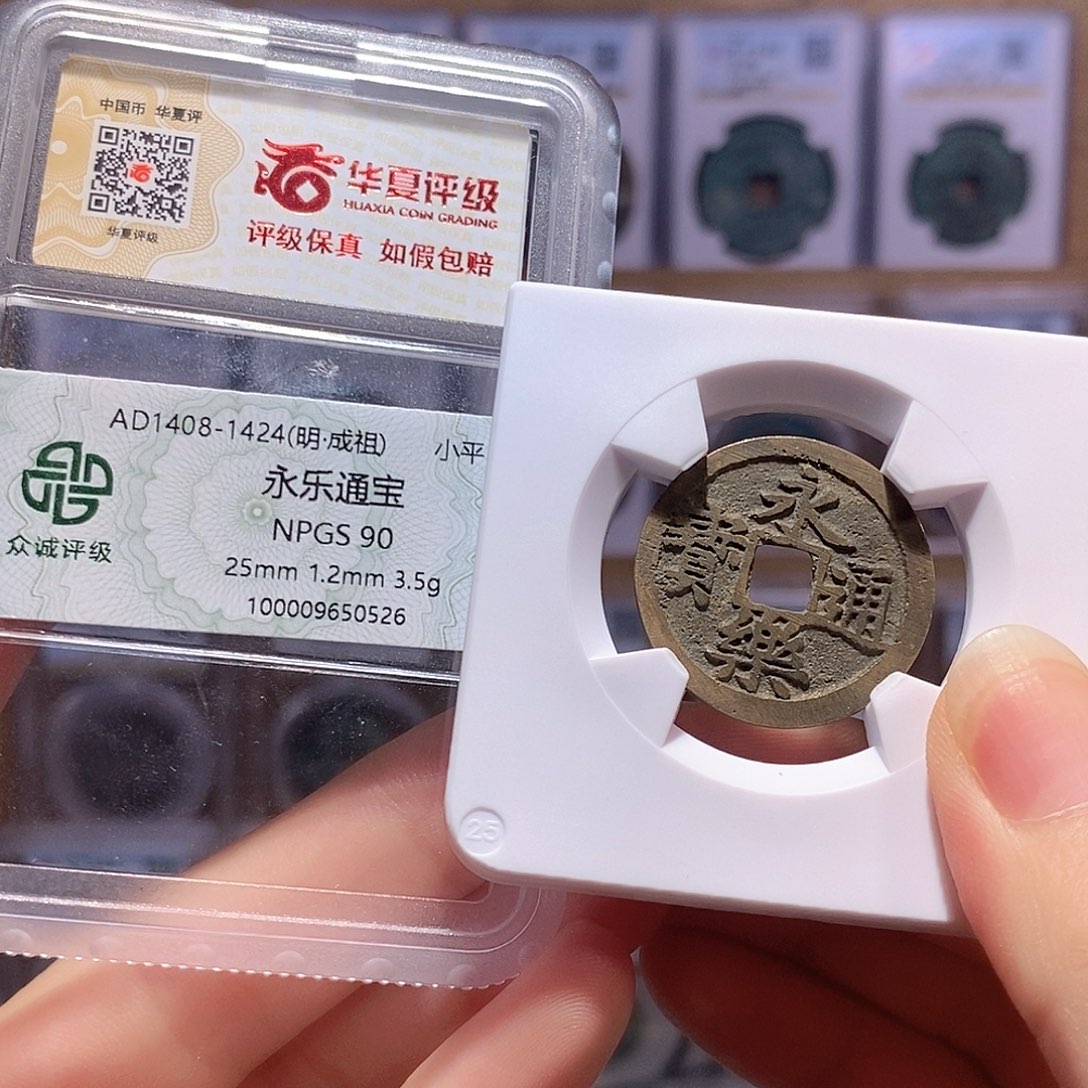 中国币 华夏评
华夏评级
华夏评级
HUAXIA COIN GRADING
评级保真 如假包赔
AD1408-1424(明·成祖) 小平
永乐通宝
NPGS 90
25mm 1.2mm 3.5g
100009650526
众诚评级
永樂通寳
25